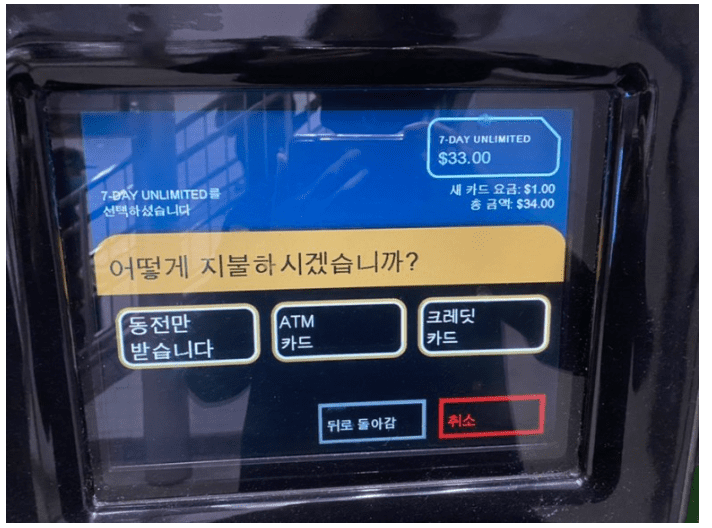 7-DAY UNLIMITED
$33.00
7-DAY UNLIMITED를
선택하셨습니다
새 카드 요금: $1.00
총 금액: $34.00
어떻게 지불하시겠습니까?
동전만
받습니다
ATM
카드
크레딧
카드
뒤로 돌아감
취소